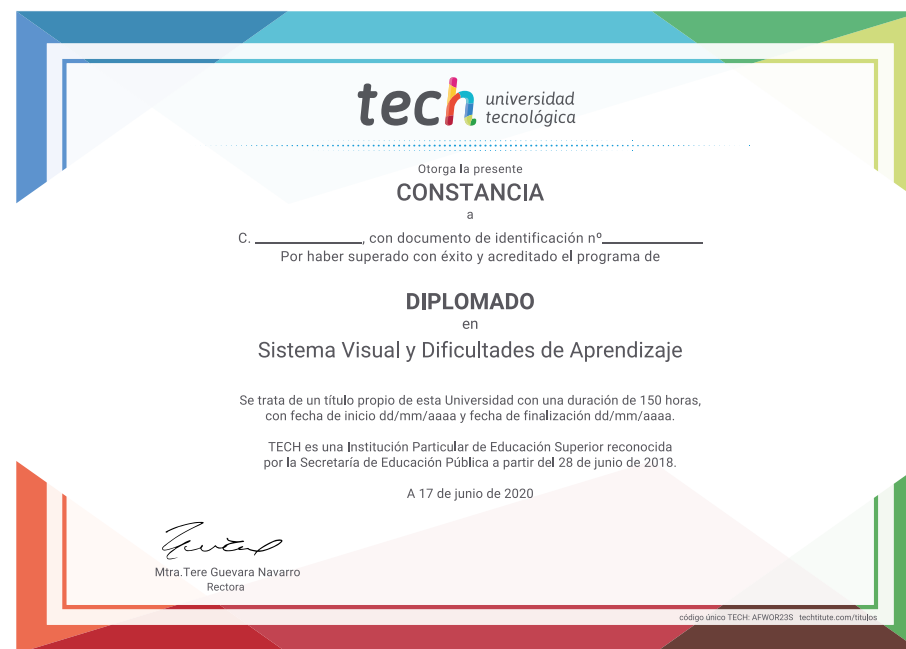 tech universidad
tecnológica
Otorga la presente
CONSTANCIA
a
C. ____________, con documento de identificación nº____________
Por haber superado con éxito y acreditado el programa de
DIPLOMADO
en
Sistema Visual y Dificultades de Aprendizaje
Se trata de un título propio de esta Universidad con una duración de 150 horas,
con fecha de inicio dd/mm/aaaa y fecha de finalización dd/mm/aaaa.
TECH es una Institución Particular de Educación Superior reconocida
por la Secretaría de Educación Pública a partir del 28 de junio de 2018.
A 17 de junio de 2020
Mtra.Tere Guevara Navarro
Rectora
código único TECH: AFWOR23S techtitute.com/titulos